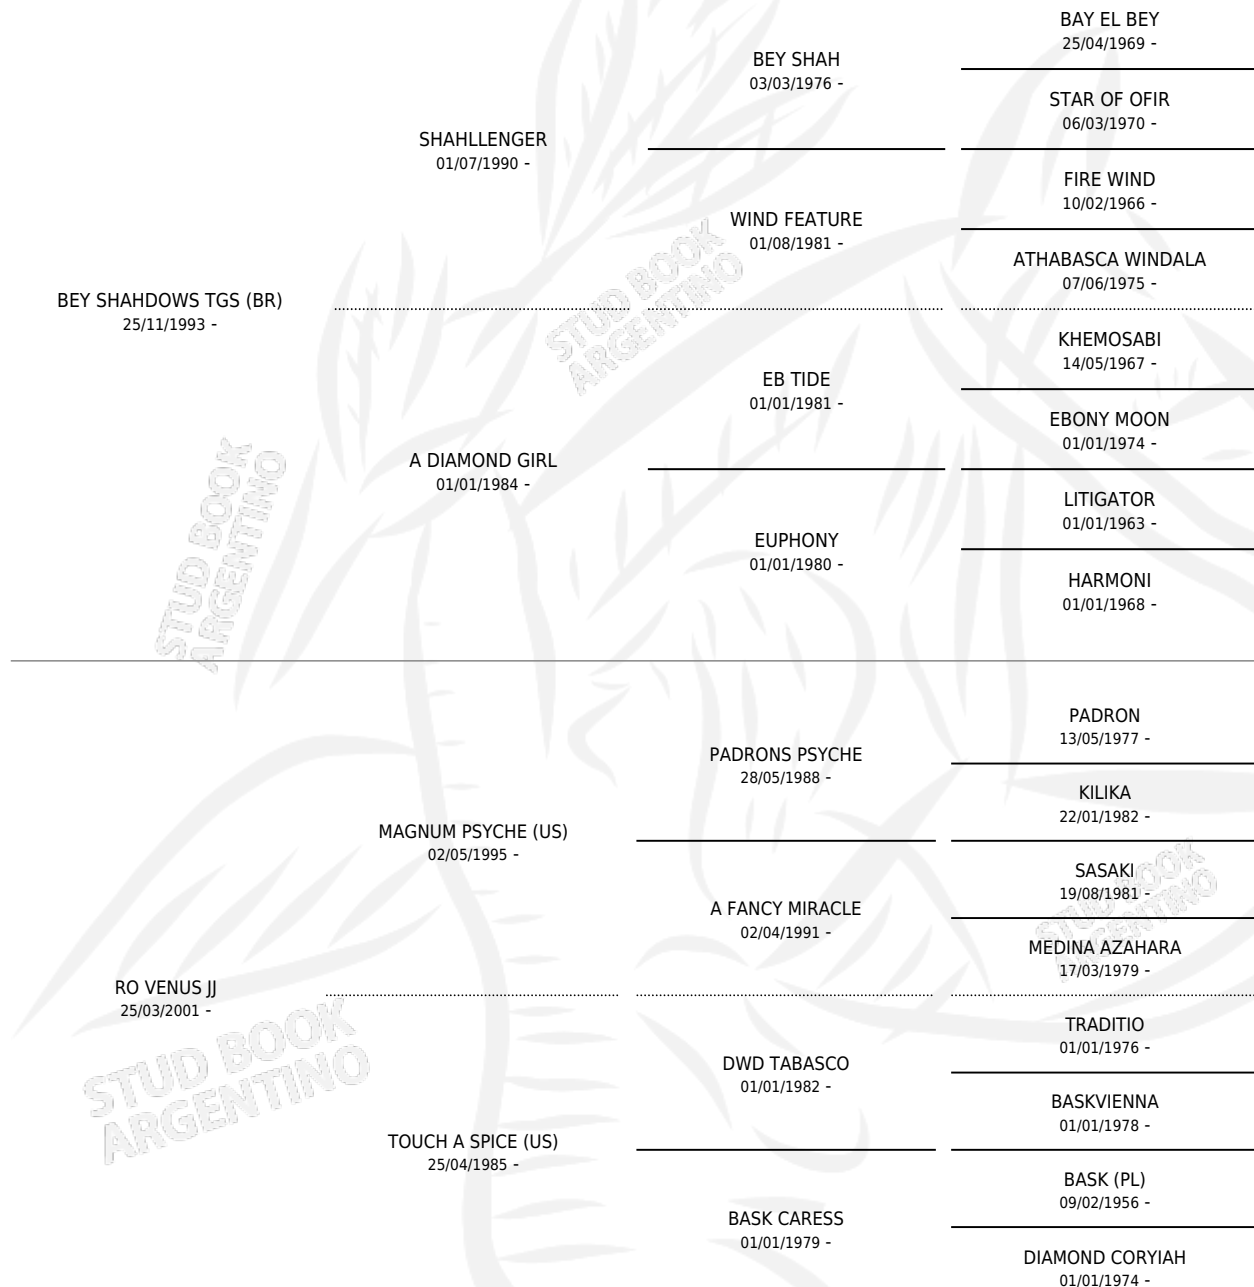 BAY EL BEY
25/04/1969 -
BEY SHAH
03/03/1976 -
STAR OF OFIR
06/03/1970 -
SHAHLLENGER
01/07/1990 -
FIRE WIND
10/02/1966 -
WIND FEATURE
01/08/1981 -
ATHABASCA WINDALA
07/06/1975 -
BEY SHAHDOWS TGS (BR)
25/11/1993 -
KHEMOSABI
14/05/1967 -
EB TIDE
01/01/1981 -
EBONY MOON
01/01/1974 -
A DIAMOND GIRL
01/01/1984 -
LITIGATOR
01/01/1963 -
EUPHONY
01/01/1980 -
HARMONI
01/01/1968 -
PADRON
13/05/1977 -
PADRONS PSYCHE
28/05/1988 -
KILIKA
22/01/1982 -
MAGNUM PSYCHE (US)
02/05/1995 -
SASAKI
19/08/1981 -
A FANCY MIRACLE
02/04/1991 -
MEDINA AZAHARA
17/03/1979 -
RO VENUS JJ
25/03/2001 -
TRADITIO
01/01/1976 -
DWD TABASCO
01/01/1982 -
BASKVIENNA
01/01/1978 -
TOUCH A SPICE (US)
25/04/1985 -
BASK (PL)
09/02/1956 -
BASK CARESS
01/01/1979 -
DIAMOND CORYIAH
01/01/1974 -
STUD BOOK
ARGENTINO
STUD BOOK
ARGENTINO
STUD BOOK
ARGENTINO
STUD BOOK
ARGENTINO